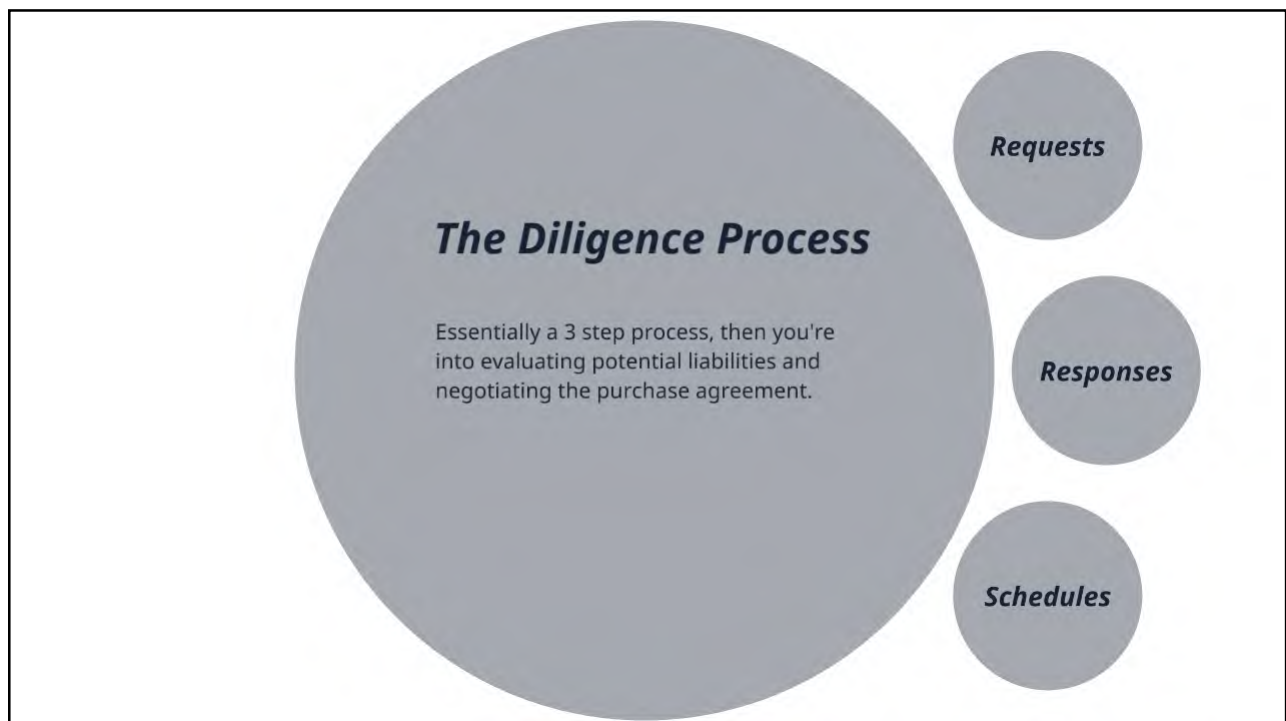 The Diligence Process
Essentially a 3 step process, then you're
into evaluating potential liabilities and
negotiating the purchase agreement.
Requests
Responses
Schedules